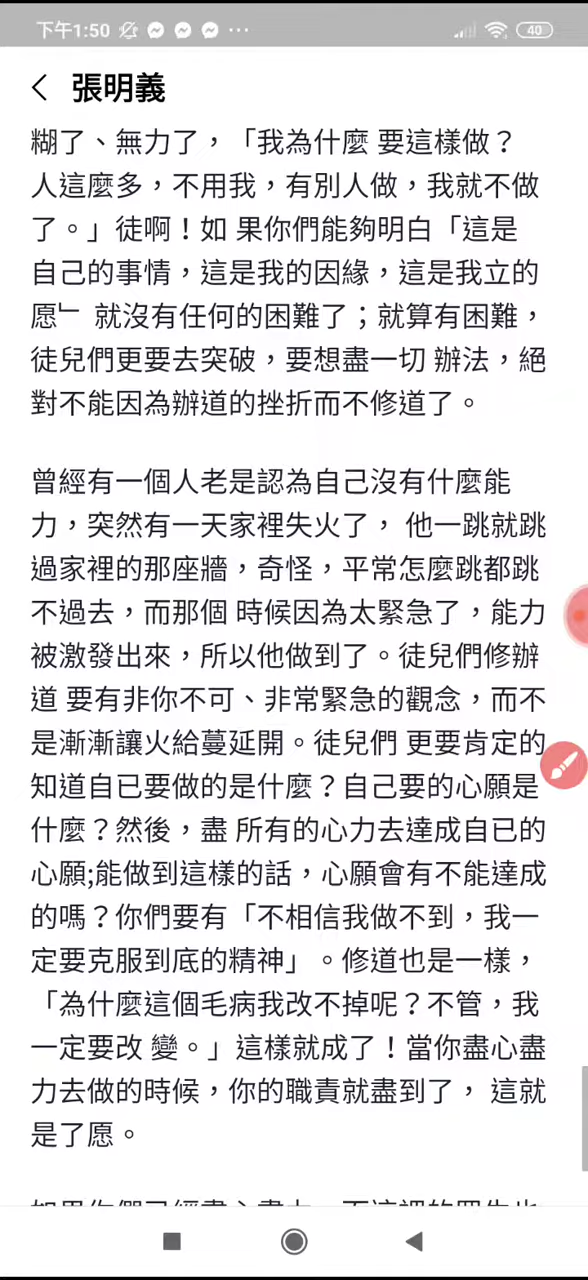 下午1:50 ··· 40
張明義
糊了、無力了，「我為什麼 要這樣做？
人這麼多，不用我，有別人做，我就不做
了。」徒啊！如 果你們能夠明白「這是
自己的事情，這是我的因緣，這是我立的
愿﹂ 就沒有任何的困難了；就算有困難，
徒兒們更要去突破，要想盡一切 辦法，絕
對不能因為辦道的挫折而不修道了。
曾經有一個人老是認為自己沒有什麼能
力，突然有一天家裡失火了， 他一跳就跳
過家裡的那座牆，奇怪，平常怎麼跳都跳
不過去，而那個 時候因為太緊急了，能力
被激發出來，所以他做到了。徒兒們修辦
道 要有非你不可、非常緊急的觀念，而不
是漸漸讓火給蔓延開。徒兒們 更要肯定的
知道自已要做的是什麼？自己要的心願是
什麼？然後，盡 所有的心力去達成自已的
心願;能做到這樣的話，心願會有不能達成
的嗎？你們要有「不相信我做不到，我一
定要克服到底的精神」。修道也是一樣，
「為什麼這個毛病我改不掉呢？不管，我
一定要改 變。」這樣就成了！當你盡心盡
力去做的時候，你的職責就盡到了， 這就
是了愿。